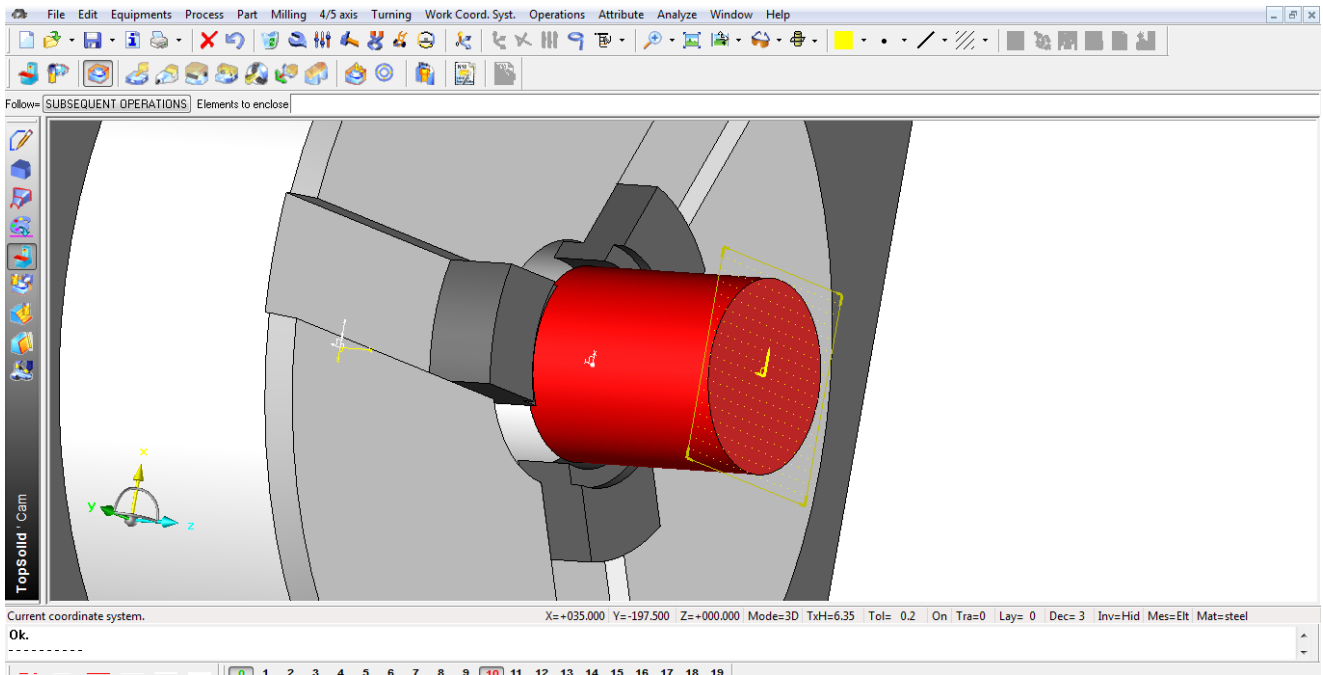 File Edit Equipments Process Part Milling 4/5 axis Turning Work Coord. Syst. Operations Attribute Analyze Window Help
Follow= SUBSEQUENT OPERATIONS Elements to enclose
x
y
z
TopSolid'Cam
Current coordinate system. X=+035.000 Y=-197.500 Z=+000.000 Mode=3D TxH=6.35 Tol= 0.2 On Tra=0 Lay= 0 Dec= 3 Inv=Hid Mes=Elt Mat=steel
Ok.
----------
0 1 2 3 4 5 6 7 8 9 10 11 12 13 14 15 16 17 18 19